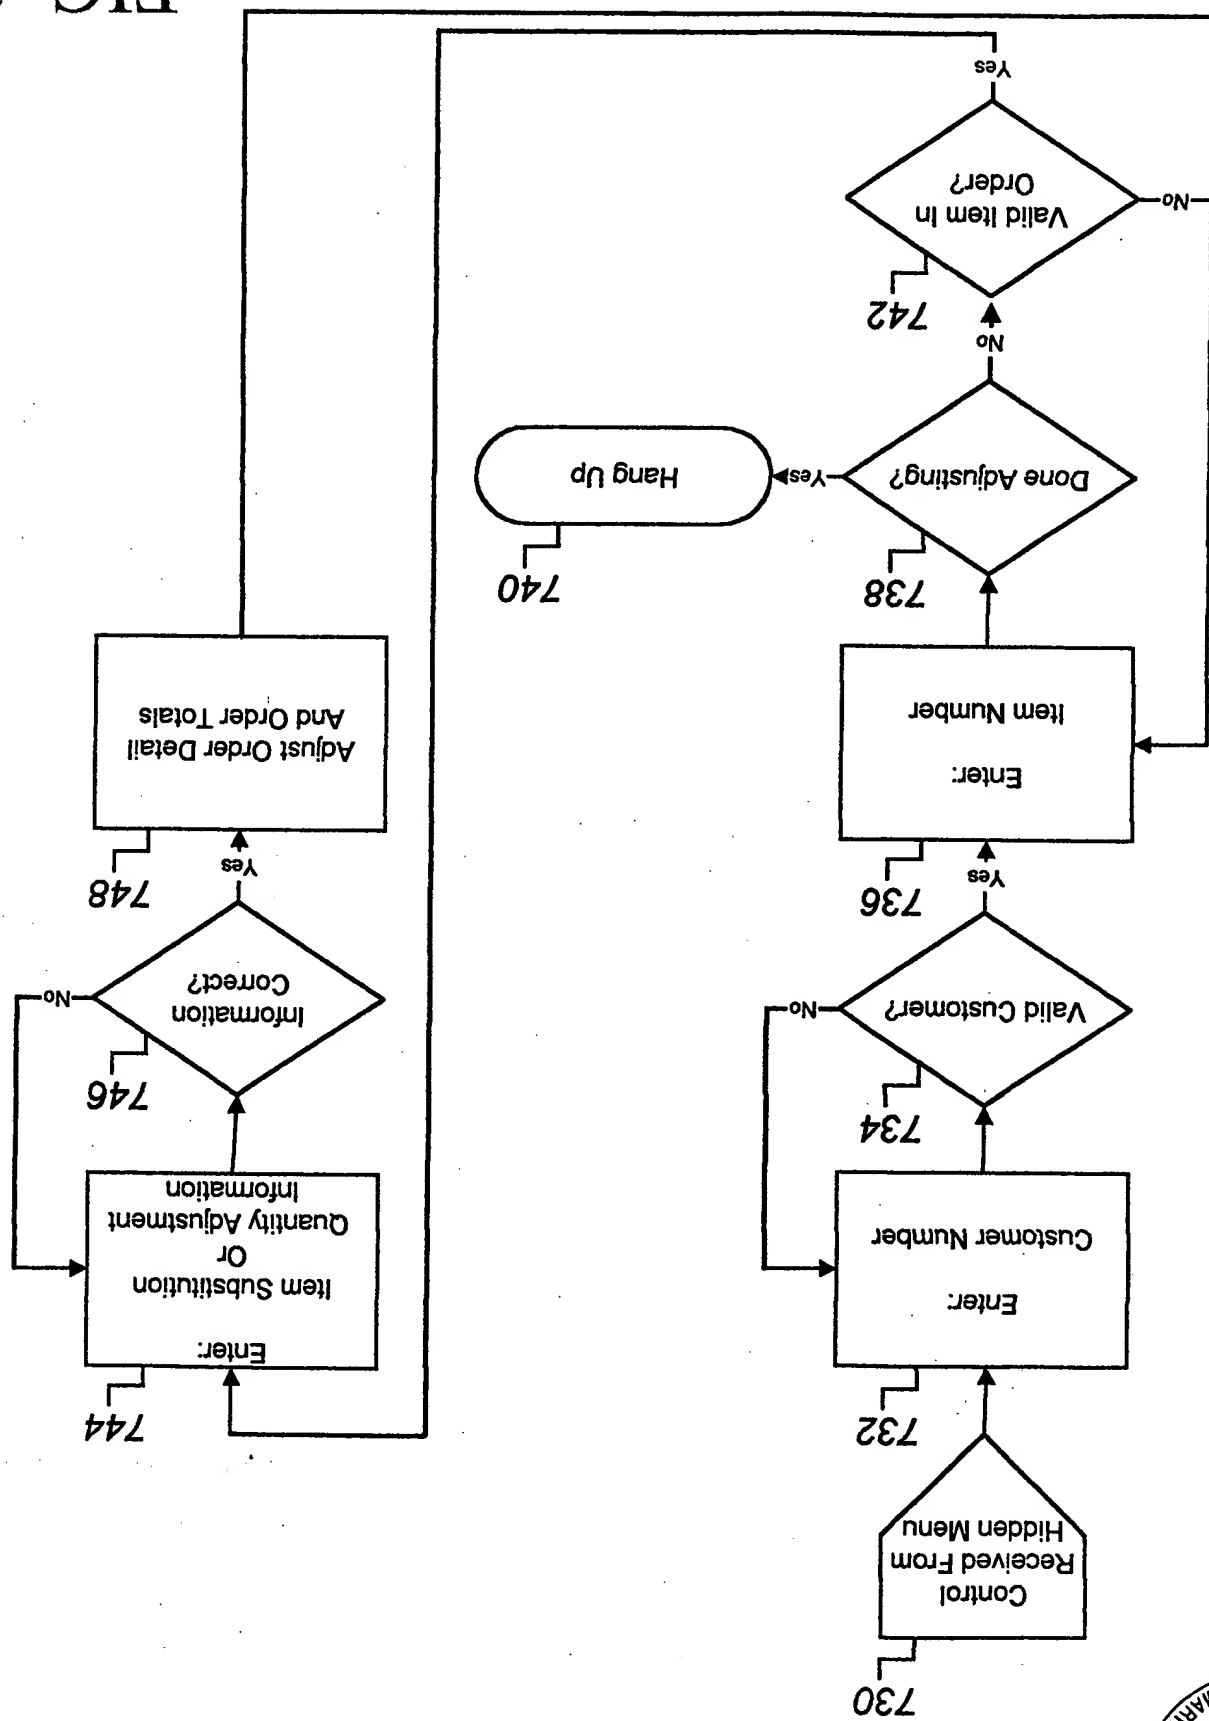 730
Control
Received From
Hidden Menu
732
Enter:
Customer Number
734
Valid Customer?
No
Yes
736
Enter:
Item Number
738
Done Adjusting?
Yes
No
740
Hang Up
742
Valid Item In
Order?
No
Yes
744
Enter:
Item Substitution
Or
Quantity Adjustment
Information
746
Information
Correct?
No
Yes
748
Adjust Order Detail
And Order Totals